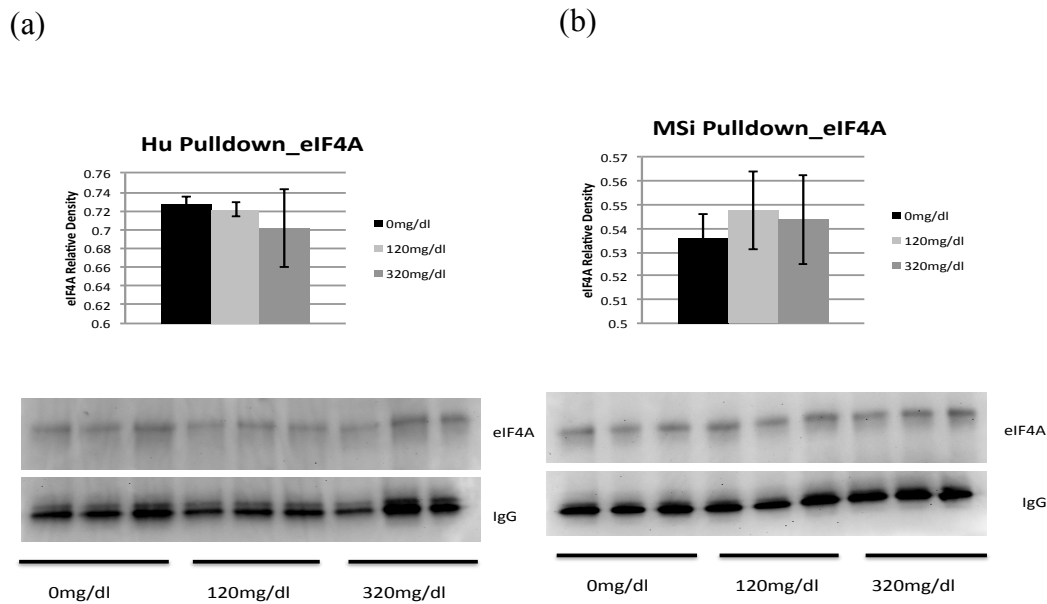 (a)
Hu Pulldown_eIF4A
eIF4A Relative Density
0.76
0.74
0.72
0.7
0.68
0.66
0.64
0.62
0.6
0mg/dl
120mg/dl
320mg/dl
eIF4A
IgG
0mg/dl
120mg/dl
320mg/dl
(b)
MSi Pulldown_eIF4A
eIF4A Relative Density
0.57
0.56
0.55
0.54
0.53
0.52
0.51
0.5
0mg/dl
120mg/dl
320mg/dl
eIF4A
IgG
0mg/dl
120mg/dl
320mg/dl